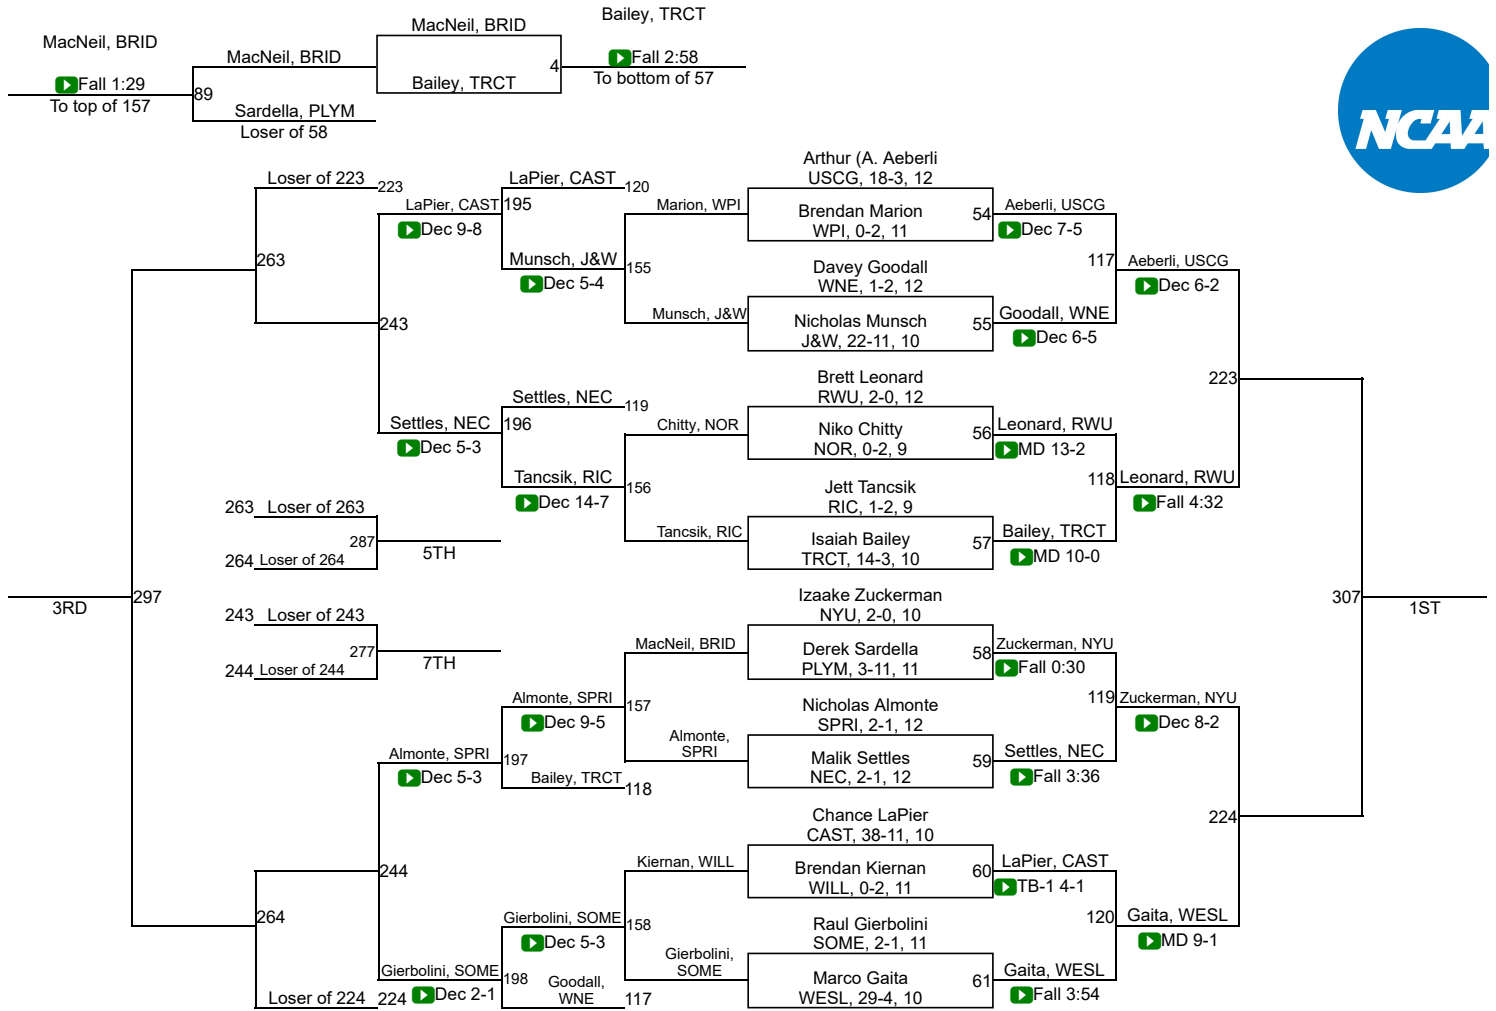 MacNeil, BRID
Fall 1:29
To top of 157
MacNeil, BRID
89
Sardella, PLYM
Loser of 58
MacNeil, BRID
Bailey, TRCT
4
Bailey, TRCT
Fall 2:58
To bottom of 57
NCAA
Arthur (A. Aeberli
USCG, 18-3, 12
Brendan Marion
WPI, 0-2, 11
54
Aeberli, USCG
Dec 7-5
Davey Goodall
WNE, 1-2, 12
Nicholas Munsch
J&W, 22-11, 10
55
Goodall, WNE
Dec 6-5
117
Aeberli, USCG
Dec 6-2
Brett Leonard
RWU, 2-0, 12
Niko Chitty
NOR, 0-2, 9
56
Leonard, RWU
MD 13-2
Jett Tancsik
RIC, 1-2, 9
Isaiah Bailey
TRCT, 14-3, 10
57
Bailey, TRCT
MD 10-0
118
Leonard, RWU
Fall 4:32
223
Izaake Zuckerman
NYU, 2-0, 10
Derek Sardella
PLYM, 3-11, 11
58
Zuckerman, NYU
Fall 0:30
Nicholas Almonte
SPRI, 2-1, 12
Malik Settles
NEC, 2-1, 12
59
Settles, NEC
Fall 3:36
119
Zuckerman, NYU
Dec 8-2
Chance LaPier
CAST, 38-11, 10
Brendan Kiernan
WILL, 0-2, 11
60
LaPier, CAST
TB-1 4-1
Raul Gierbolini
SOME, 2-1, 11
Marco Gaita
WESL, 29-4, 10
61
Gaita, WESL
Fall 3:54
120
Gaita, WESL
MD 9-1
224
307
1ST
Loser of 223
223
LaPier, CAST
Dec 9-8
LaPier, CAST
120
195
Munsch, J&W
Dec 5-4
Marion, WPI
155
Munsch, J&W
263
243
Settles, NEC
Dec 5-3
Settles, NEC
119
196
Tancsik, RIC
Dec 14-7
Chitty, NOR
156
Tancsik, RIC
263
Loser of 263
287
5TH
264
Loser of 264
3RD
297
243
Loser of 243
277
7TH
244
Loser of 244
MacNeil, BRID
157
Almonte,
SPRI
Almonte, SPRI
Dec 9-5
197
Bailey, TRCT
118
Almonte, SPRI
Dec 5-3
244
264
Kiernan, WILL
158
Gierbolini,
SOME
Gierbolini, SOME
Dec 5-3
198
Goodall,
WNE
117
Gierbolini, SOME
Dec 2-1
Loser of 224
224